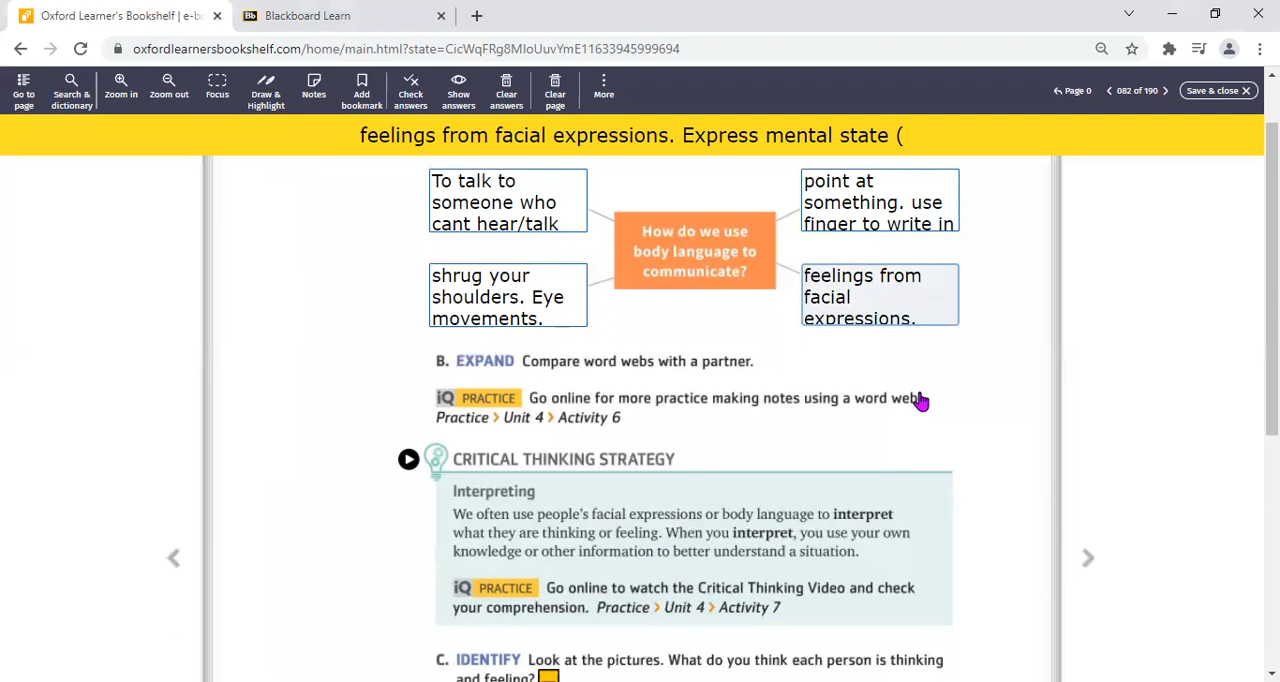 Oxford Learner's Bookshelf | e-bo
Blackboard Learn
oxfordlearnersbookshelf.com/home/main.html?state=CicWqFRg8MIoUuvYmE11633945999694
Go to page
Search & dictionary
Zoom in
Zoom out
Focus
Draw & Highlight
Notes
Add bookmark
Check answers
Show answers
Clear answers
Clear page
More
Page 0
082 of 190
Save & close
feelings from facial expressions. Express mental state (
To talk to
someone who
cant hear/talk
point at
something. use
finger to write in
How do we use
body language to
communicate?
shrug your
shoulders. Eye
movements.
feelings from
facial
expressions.
B. EXPAND Compare word webs with a partner.
iQ PRACTICE Go online for more practice making notes using a word web.
Practice > Unit 4 > Activity 6
CRITICAL THINKING STRATEGY
Interpreting
We often use people's facial expressions or body language to interpret
what they are thinking or feeling. When you interpret, you use your own
knowledge or other information to better understand a situation.
iQ PRACTICE Go online to watch the Critical Thinking Video and check
your comprehension. Practice > Unit 4 > Activity 7
C. IDENTIFY Look at the pictures. What do you think each person is thinking
and feeling?